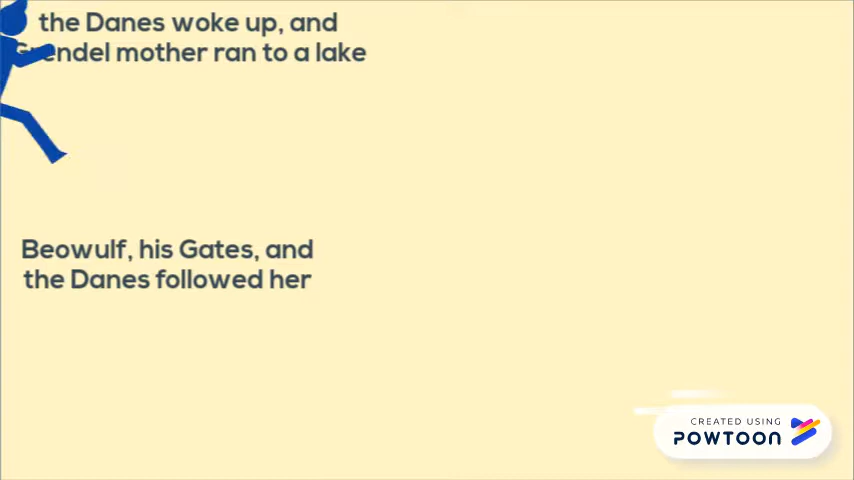 the Danes woke up, and
Grendel mother ran to a lake
Beowulf, his Gates, and
the Danes followed her
CREATED USING
POWTOON